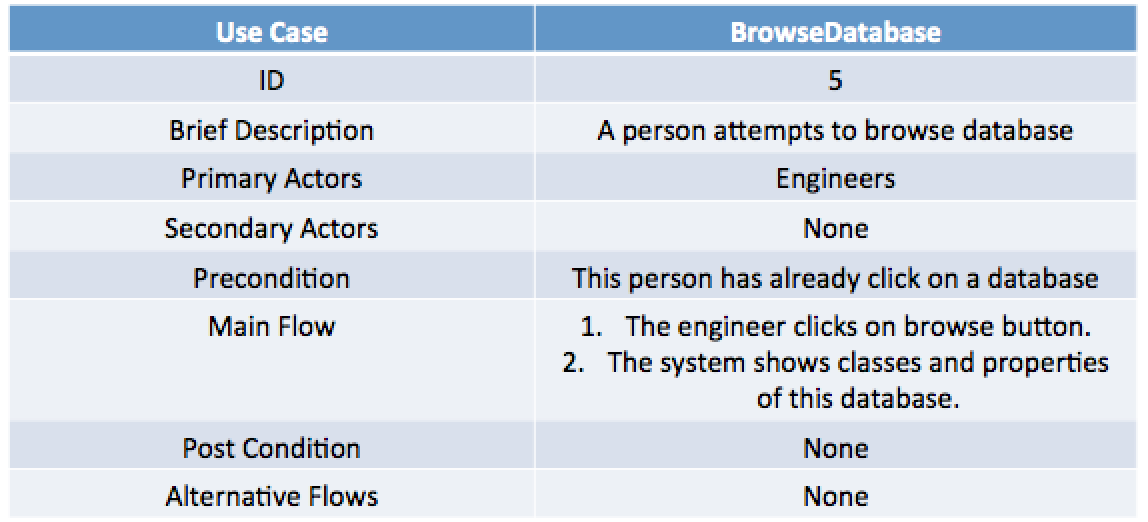 Use Case BrowseDatabase
ID 5
Brief Description A person attempts to browse database
Primary Actors Engineers
Secondary Actors None
Precondition This person has already click on a database
Main Flow 1. The engineer clicks on browse button.
2. The system shows classes and properties
of this database.
Post Condition None
Alternative Flows None